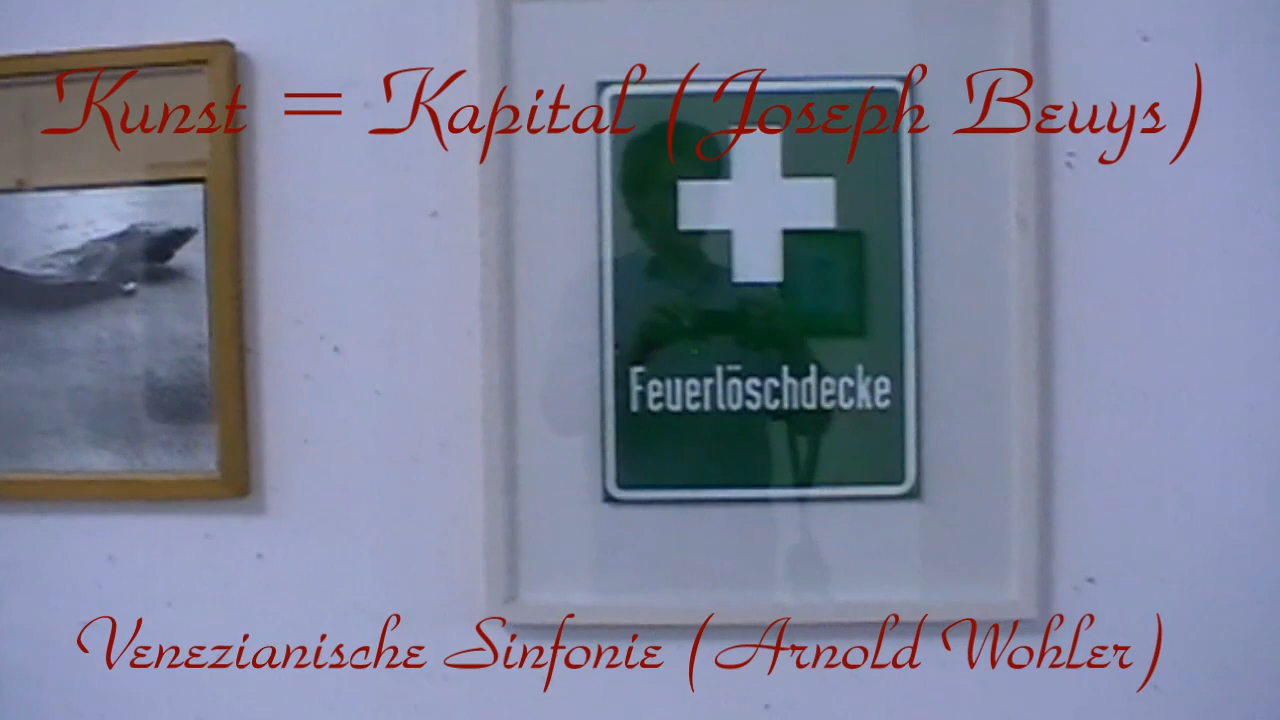 Kunst = Kapital (Joseph Beuys)
Feuerlöschdecke
Venezianische Sinfonie (Arnold Wohler)